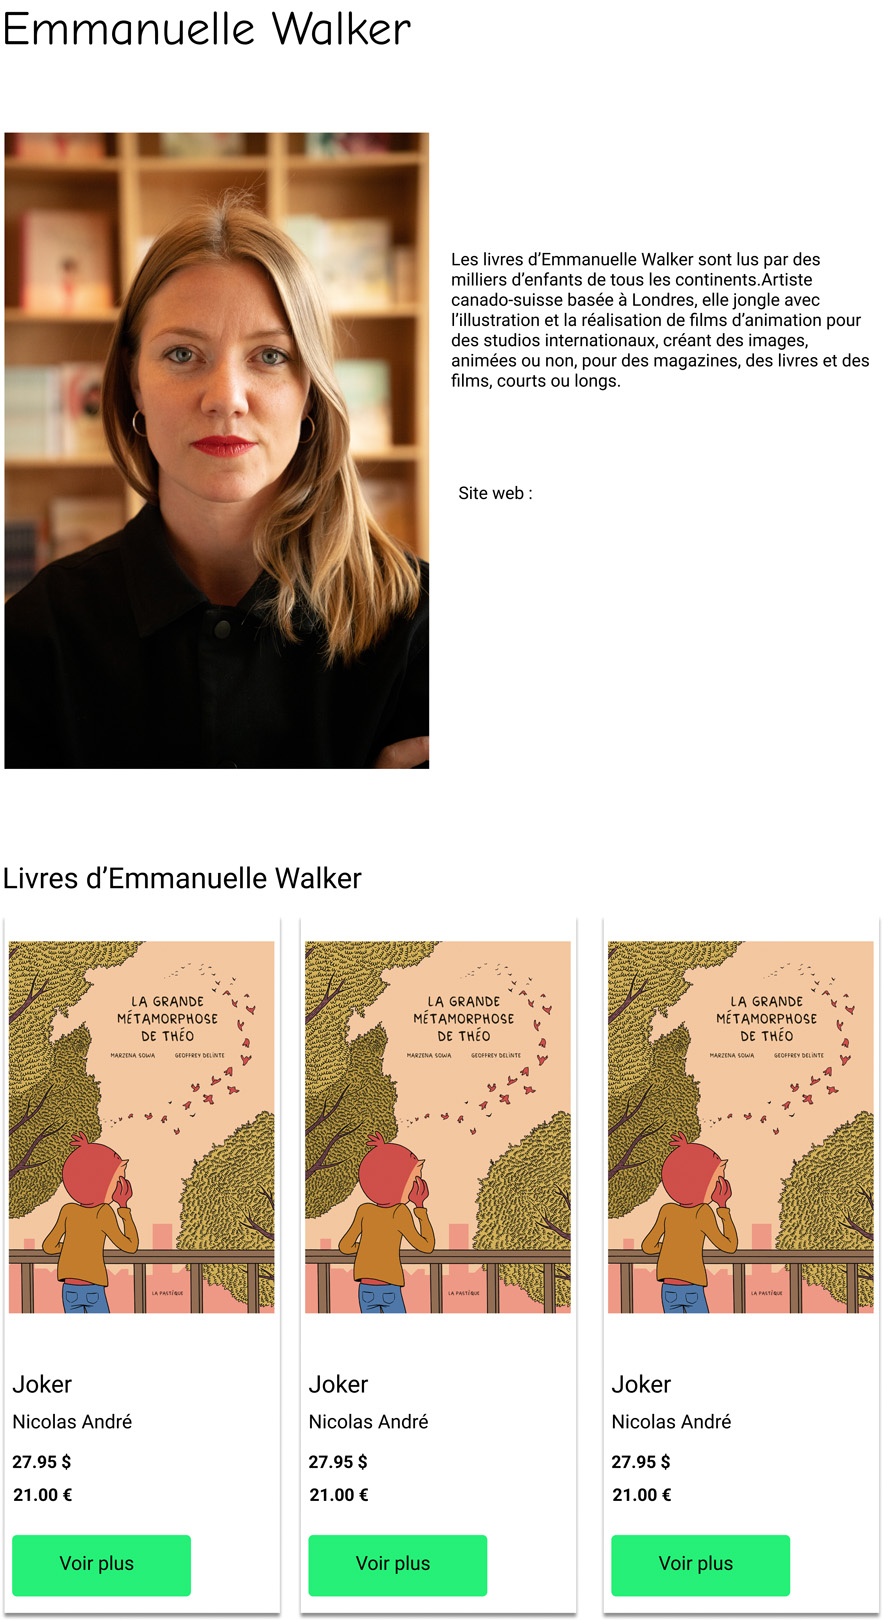 Emmanuelle Walker
Les livres d’Emmanuelle Walker sont lus par des
milliers d’enfants de tous les continents.Artiste
canado-suisse basée à Londres, elle jongle avec
l’illustration et la réalisation de films d’animation pour
des studios internationaux, créant des images,
animées ou non, pour des magazines, des livres et des
films, courts ou longs.
Site web :
Livres d’Emmanuelle Walker
LA GRANDE
MÉTAMORPHOSE
DE THÉO
MARZENA SOWA GEOFFREY DELINTE
LA PASTÈQUE
Joker
Nicolas André
27.95 $
21.00 €
Voir plus
LA GRANDE
MÉTAMORPHOSE
DE THÉO
MARZENA SOWA GEOFFREY DELINTE
LA PASTÈQUE
Joker
Nicolas André
27.95 $
21.00 €
Voir plus
LA GRANDE
MÉTAMORPHOSE
DE THÉO
MARZENA SOWA GEOFFREY DELINTE
LA PASTÈQUE
Joker
Nicolas André
27.95 $
21.00 €
Voir plus